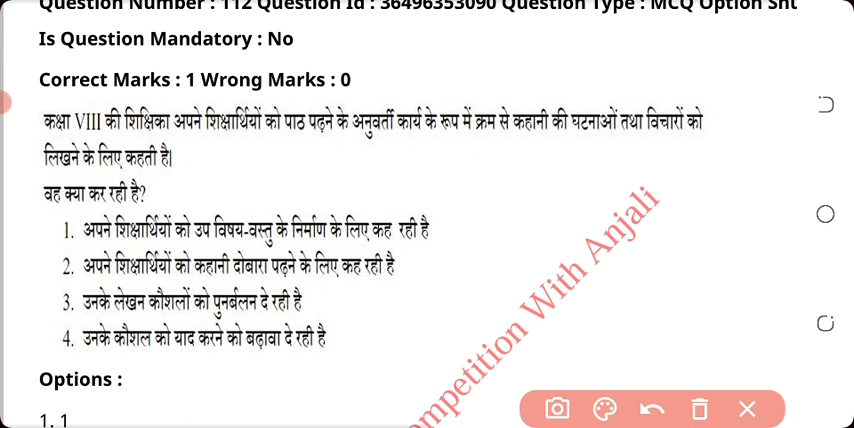 Question Number : 112 Question Id : 36496353090 Question Type : MCQ Option Shu
Is Question Mandatory : No
Correct Marks : 1 Wrong Marks : 0
कक्षा VIII की शिक्षिका अपने शिक्षार्थियों को पाठ पढ़ने के अनुवर्ती कार्य के रूप में क्रम से कहानी की घटनाओं तथा विचारों को
लिखने के लिए कहती है।
वह क्या कर रही है?
1. अपने शिक्षार्थियों को उप विषय-वस्तु के निर्माण के लिए कह रही है
2. अपने शिक्षार्थियों को कहानी दोबारा पढ़ने के लिए कह रही है
3. उनके लेखन कौशलों को पुनर्बलन दे रही है
4. उनके कौशल को याद करने को बढ़ावा दे रही है
mpetition With Anjali
Options :
1. 1